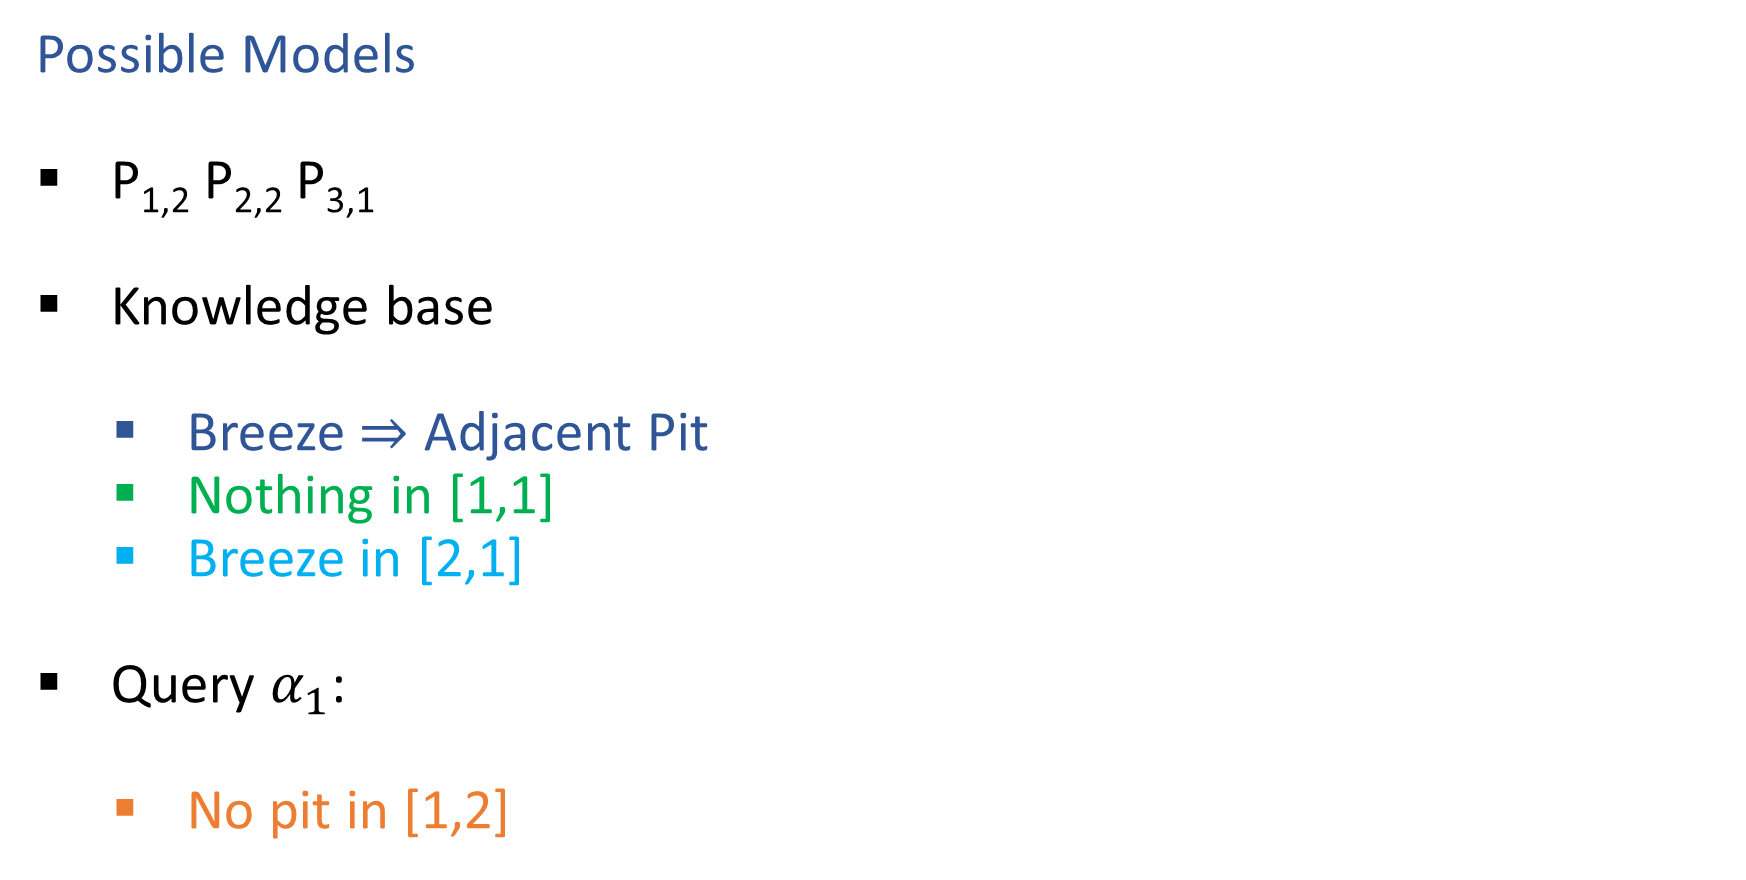 Possible Models
▪ P₁,₂ P₂,₂ P₃,₁
▪ Knowledge base
▪ Breeze ⇒ Adjacent Pit
▪ Nothing in [1,1]
▪ Breeze in [2,1]
▪ Query α₁:
▪ No pit in [1,2]